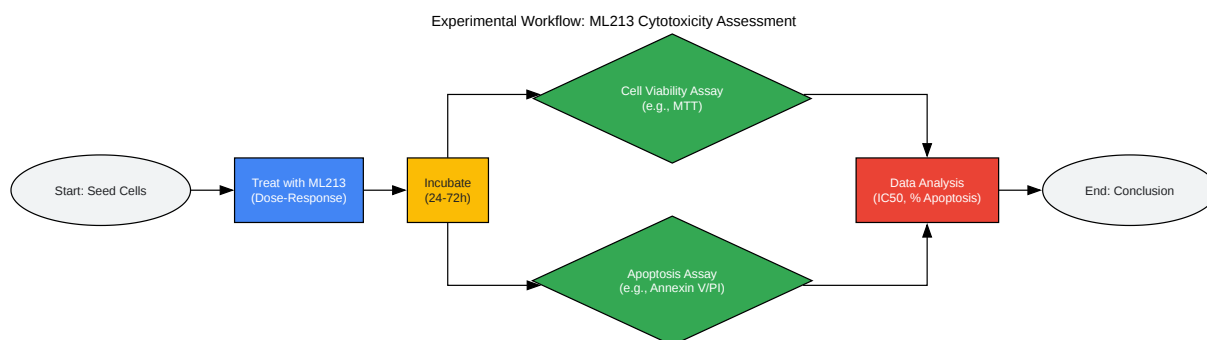 Experimental Workflow: ML213 Cytotoxicity Assessment
Start: Seed Cells
Treat with ML213
(Dose-Response)
Incubate
(24-72h)
Cell Viability Assay
(e.g., MTT)
Apoptosis Assay
(e.g., Annexin V/PI)
Data Analysis
(IC50, % Apoptosis)
End: Conclusion